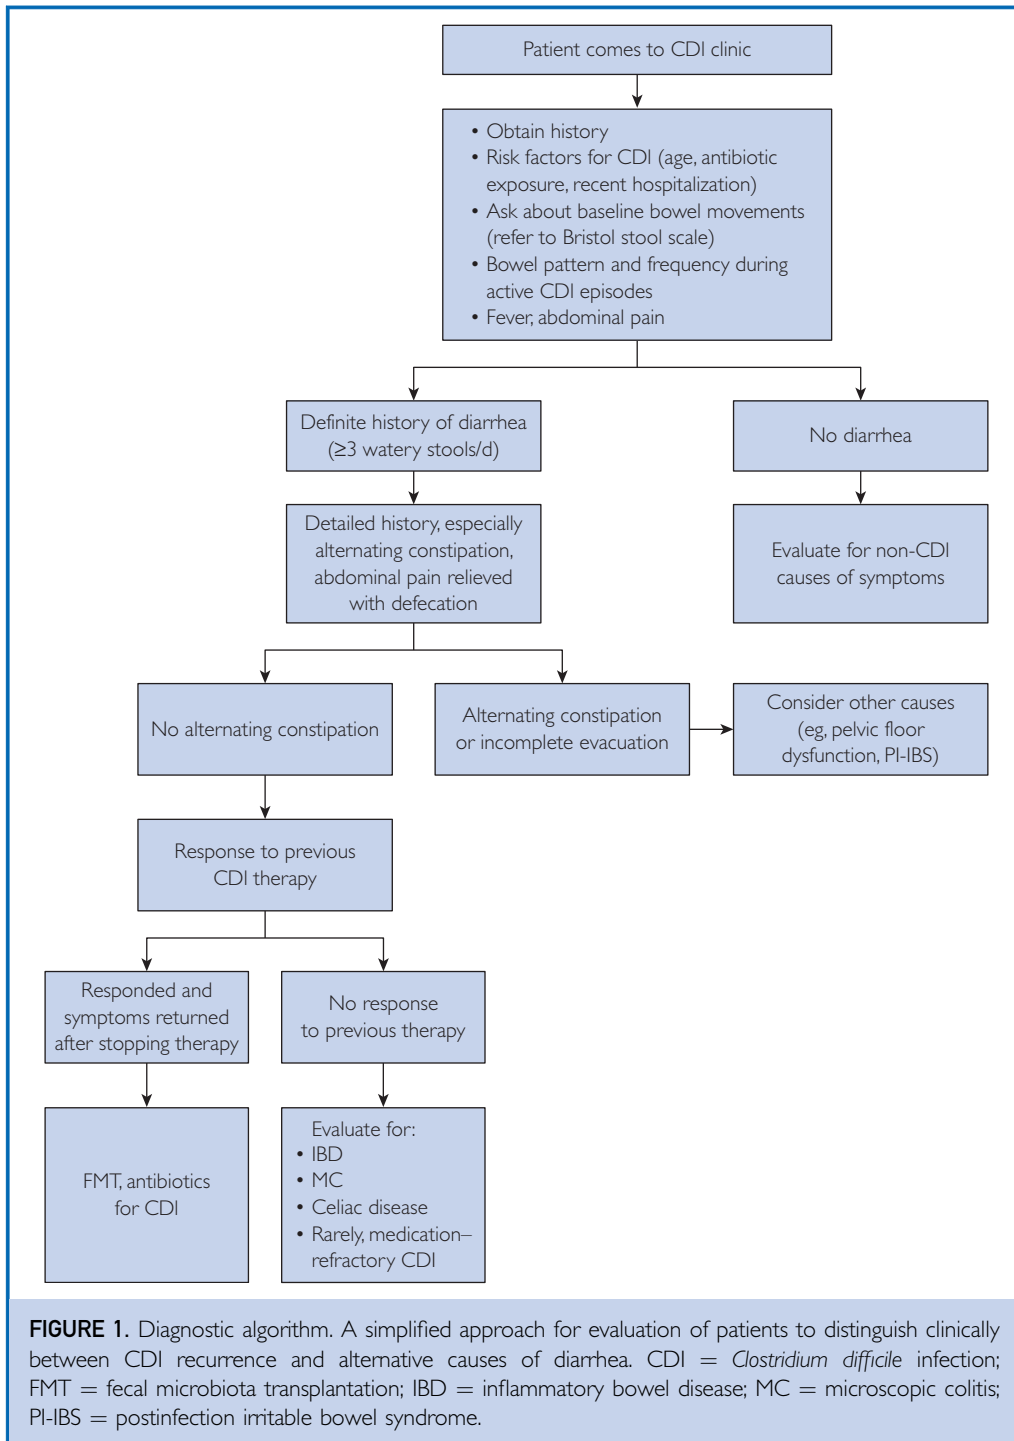 Patient comes to CDI clinic
• Obtain history
• Risk factors for CDI (age, antibiotic
exposure, recent hospitalization)
• Ask about baseline bowel movements
(refer to Bristol stool scale)
• Bowel pattern and frequency during
active CDI episodes
• Fever, abdominal pain
Definite history of diarrhea
(≥3 watery stools/d)
No diarrhea
Detailed history, especially
alternating constipation,
abdominal pain relieved
with defecation
Evaluate for non-CDI
causes of symptoms
No alternating constipation
Alternating constipation
or incomplete evacuation
Consider other causes
(eg, pelvic floor
dysfunction, PI-IBS)
Response to previous
CDI therapy
Responded and
symptoms returned
after stopping therapy
No response
to previous therapy
FMT, antibiotics
for CDI
Evaluate for:
• IBD
• MC
• Celiac disease
• Rarely, medication–
refractory CDI
FIGURE 1. Diagnostic algorithm. A simplified approach for evaluation of patients to distinguish clinically
between CDI recurrence and alternative causes of diarrhea. CDI = Clostridium difficile infection;
FMT = fecal microbiota transplantation; IBD = inflammatory bowel disease; MC = microscopic colitis;
PI-IBS = postinfection irritable bowel syndrome.